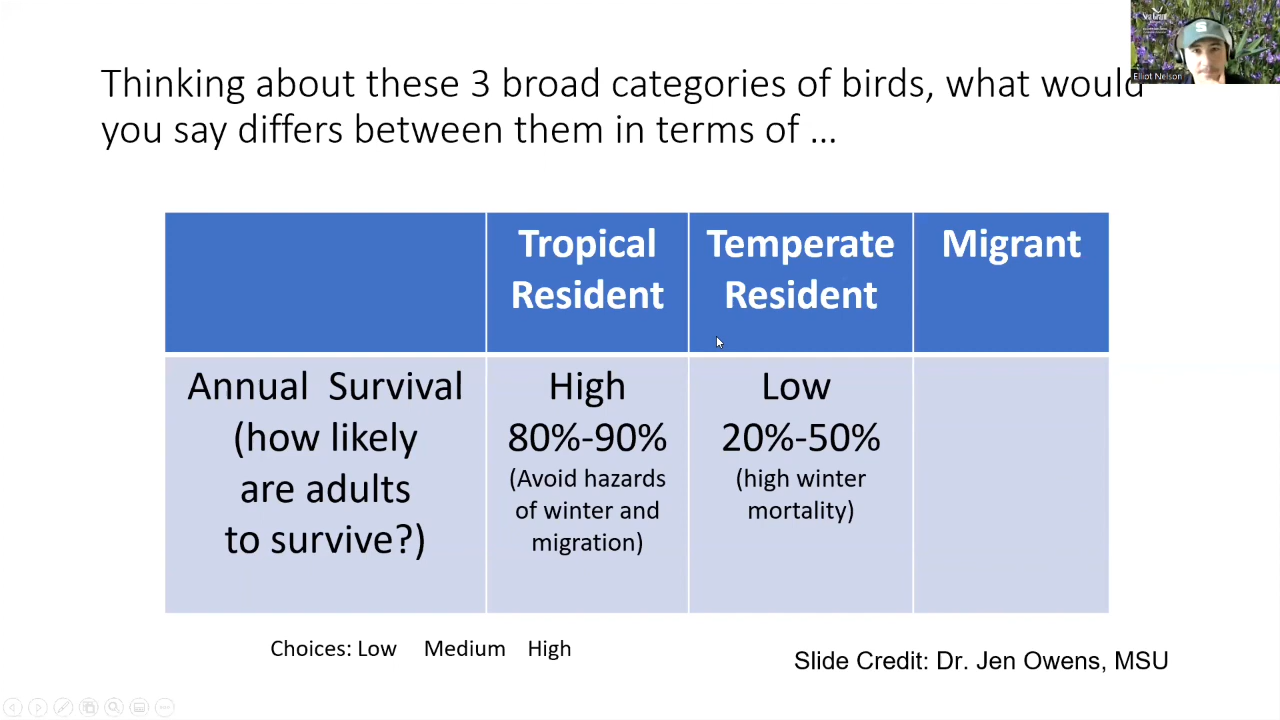 Thinking about these 3 broad categories of birds, what would
you say differs between them in terms of …
Tropical
Resident
Temperate
Resident
Migrant
Annual Survival
(how likely
are adults
to survive?)
High
80%-90%
(Avoid hazards
of winter and
migration)
Low
20%-50%
(high winter
mortality)
Choices: Low Medium High
Slide Credit: Dr. Jen Owens, MSU
Sea Grant
Elliot Nelson